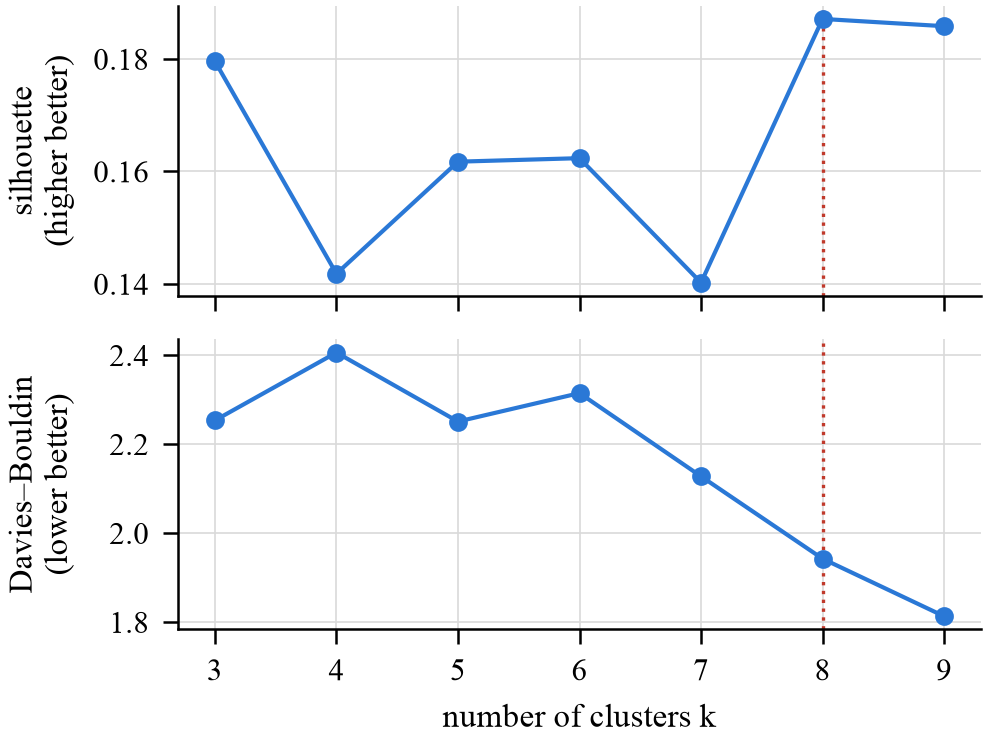 silhouette
(higher better)
0.18
0.16
0.14
Davies–Bouldin
(lower better)
2.4
2.2
2.0
1.8
3 4 5 6 7 8 9
number of clusters k